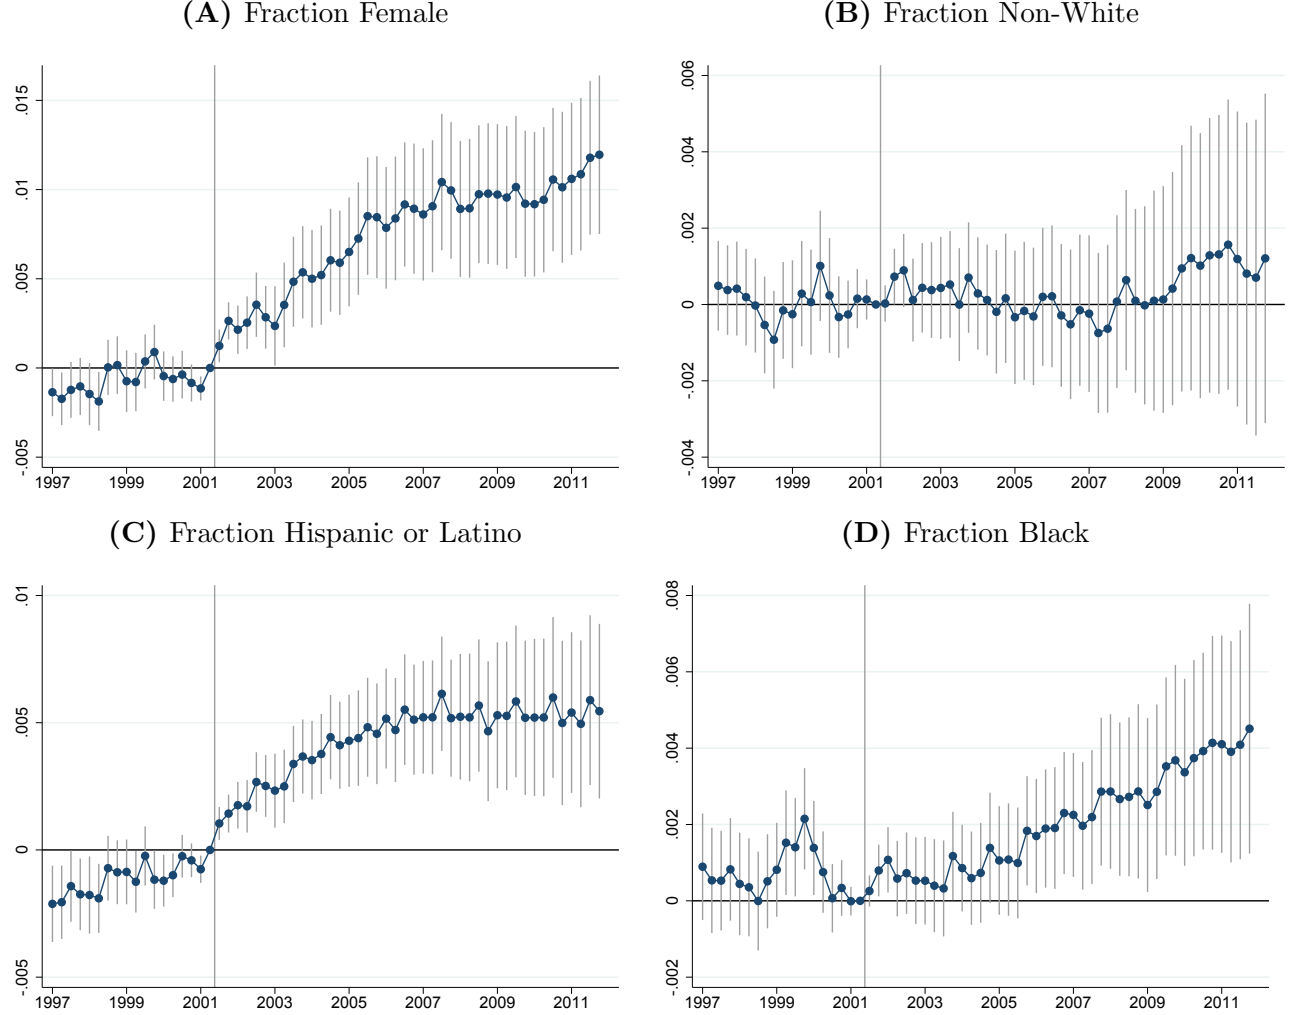 (A) Fraction Female
.015
.01
.005
0
-.005
1997 1999 2001 2003 2005 2007 2009 2011
(B) Fraction Non-White
.006
.004
.002
0
-.002
-.004
1997 1999 2001 2003 2005 2007 2009 2011
(C) Fraction Hispanic or Latino
.01
.005
0
-.005
1997 1999 2001 2003 2005 2007 2009 2011
(D) Fraction Black
.008
.006
.004
.002
0
-.002
1997 1999 2001 2003 2005 2007 2009 2011